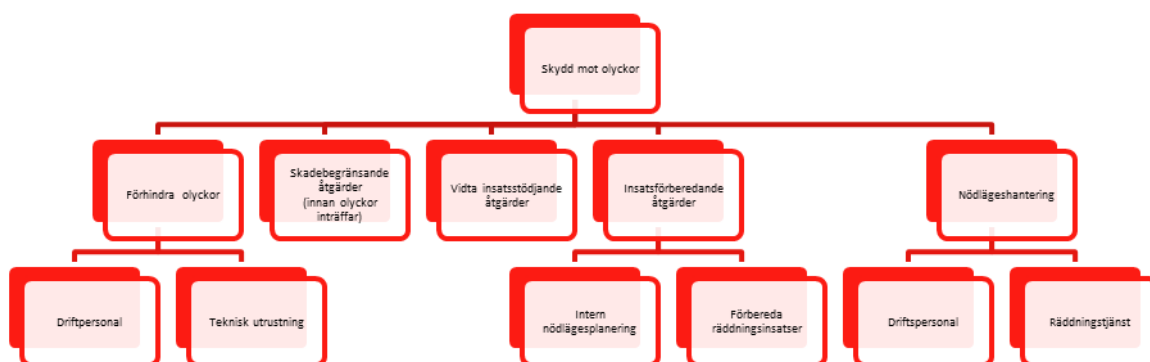 Skydd mot olyckor
Förhindra olyckor
Skadebegränsande
åtgärder
(innan olyckor
inträffar)
Vidta insatsstödjande
åtgärder
Insatsförberedande
åtgärder
Nödlägeshantering
Driftpersonal
Teknisk utrustning
Intern
nödlägesplanering
Förbereda
räddningsinsatser
Driftspersonal
Räddningstjänst